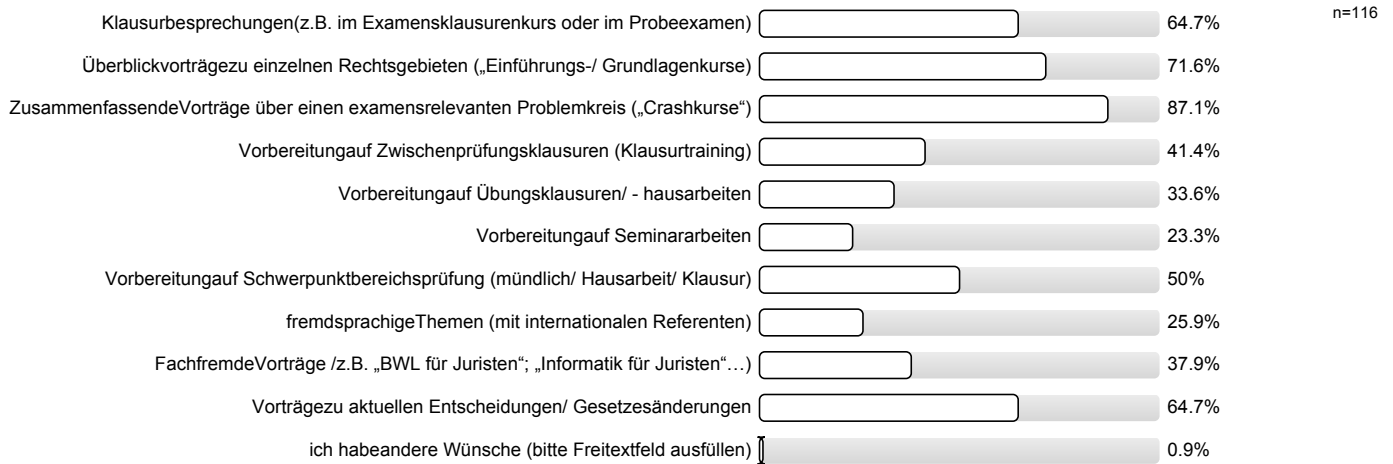 Klausurbesprechungen(z.B. im Examensklausurenkurs oder im Probeexamen) 64.7% n=116
Überblickvorträgezu einzelnen Rechtsgebieten („Einführungs-/ Grundlagenkurse) 71.6%
ZusammenfassendeVorträge über einen examensrelevanten Problemkreis („Crashkurse“) 87.1%
Vorbereitungauf Zwischenprüfungsklausuren (Klausurtraining) 41.4%
Vorbereitungauf Übungsklausuren/ - hausarbeiten 33.6%
Vorbereitungauf Seminararbeiten 23.3%
Vorbereitungauf Schwerpunktbereichsprüfung (mündlich/ Hausarbeit/ Klausur) 50%
fremdsprachigeThemen (mit internationalen Referenten) 25.9%
FachfremdeVorträge /z.B. „BWL für Juristen“; „Informatik für Juristen“…) 37.9%
Vorträgezu aktuellen Entscheidungen/ Gesetzesänderungen 64.7%
ich habeandere Wünsche (bitte Freitextfeld ausfüllen) 0.9%